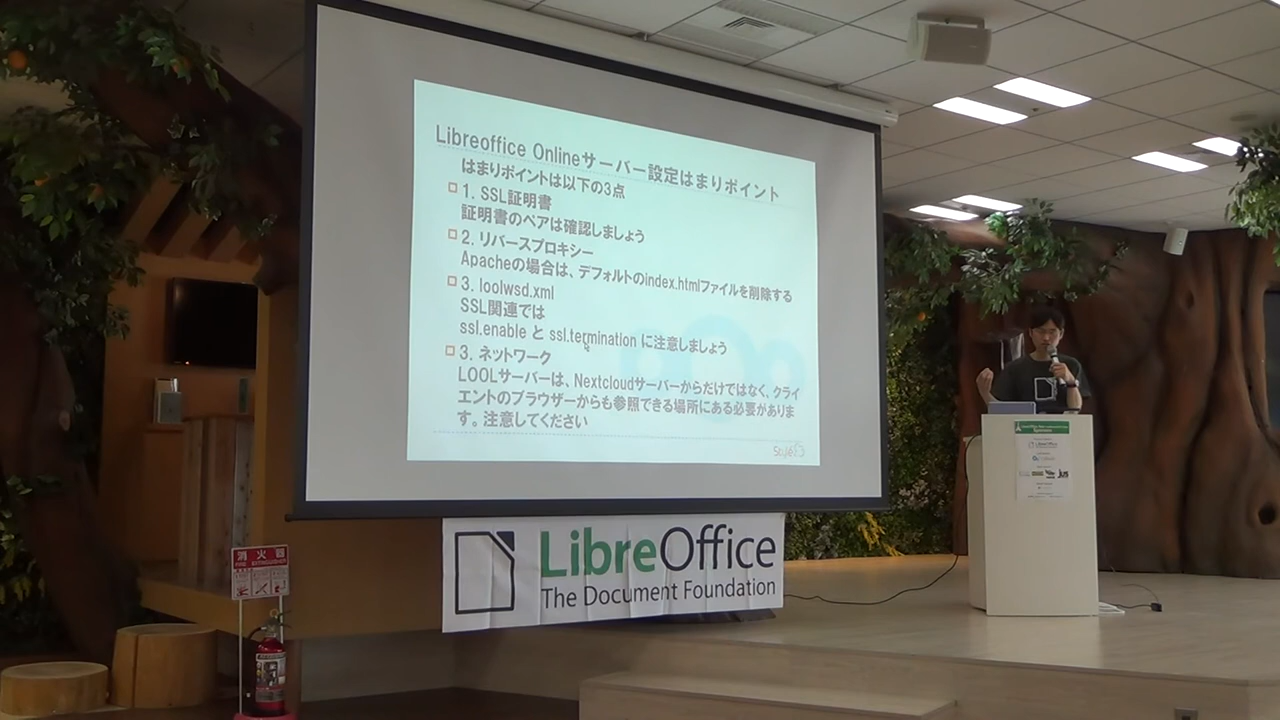 Libreoffice Onlineサーバー設定はまりポイント
はまりポイントは以下の3点
1. SSL証明書
証明書のペアは確認しましょう
2. リバースプロキシー
Apacheの場合は、デフォルトのindex.htmlファイルを削除する
3. loolwsd.xml
SSL関連では
ssl.enable と ssl.termination に注意しましょう
3. ネットワーク
LOOLサーバーは、Nextcloudサーバーからだけではなく、クライ
エントのブラウザーからも参照できる場所にある必要がありま
す。注意してください
LibreOffice
The Document Foundation
消火器
FIRE EXTINGUISHER
LibreOffice